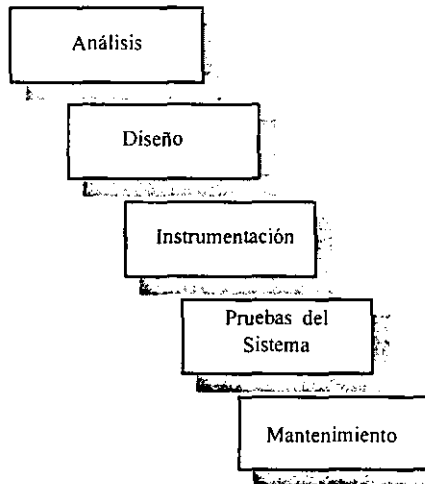 Análisis
Diseño
Instrumentación
Pruebas del
Sistema
Mantenimiento